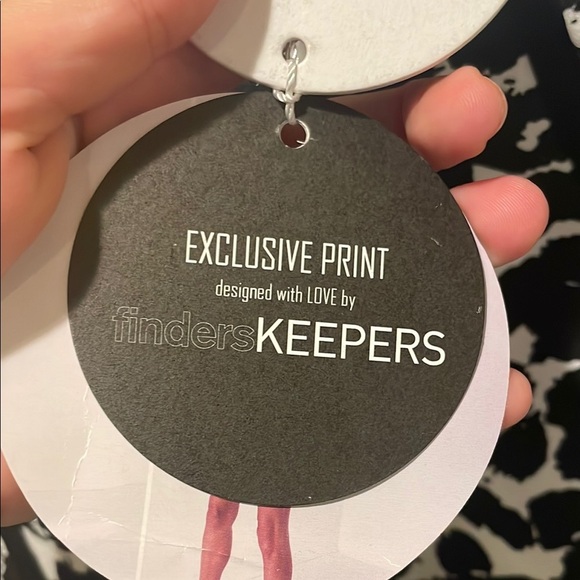 EXCLUSIVE PRINT
designed with LOVE by
findersKEEPERS